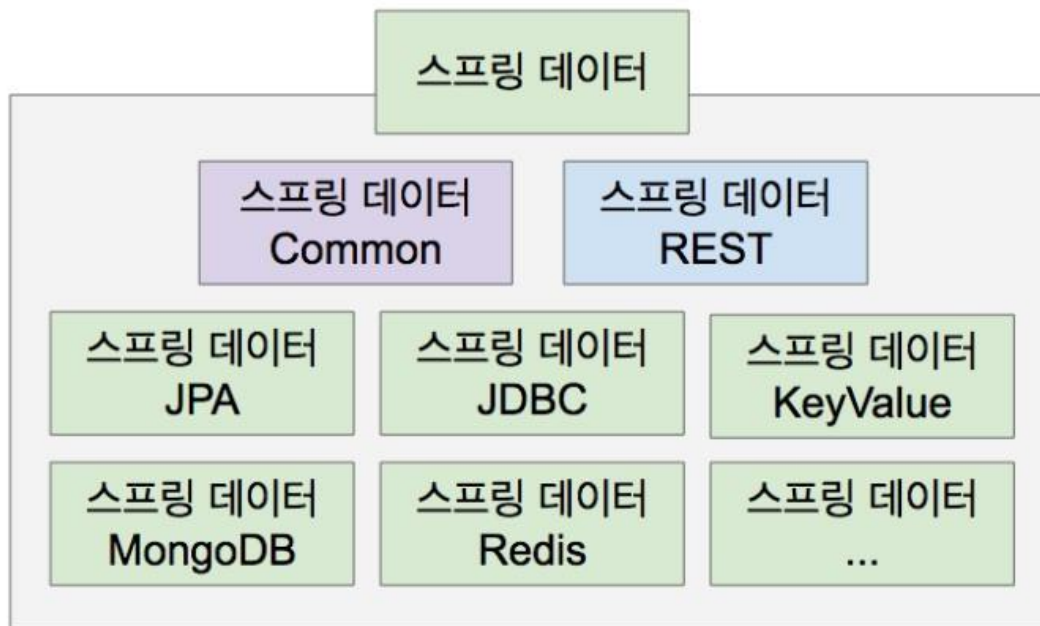 스프링 데이터
스프링 데이터
Common
스프링 데이터
REST
스프링 데이터
JPA
스프링 데이터
JDBC
스프링 데이터
KeyValue
스프링 데이터
MongoDB
스프링 데이터
Redis
스프링 데이터
...